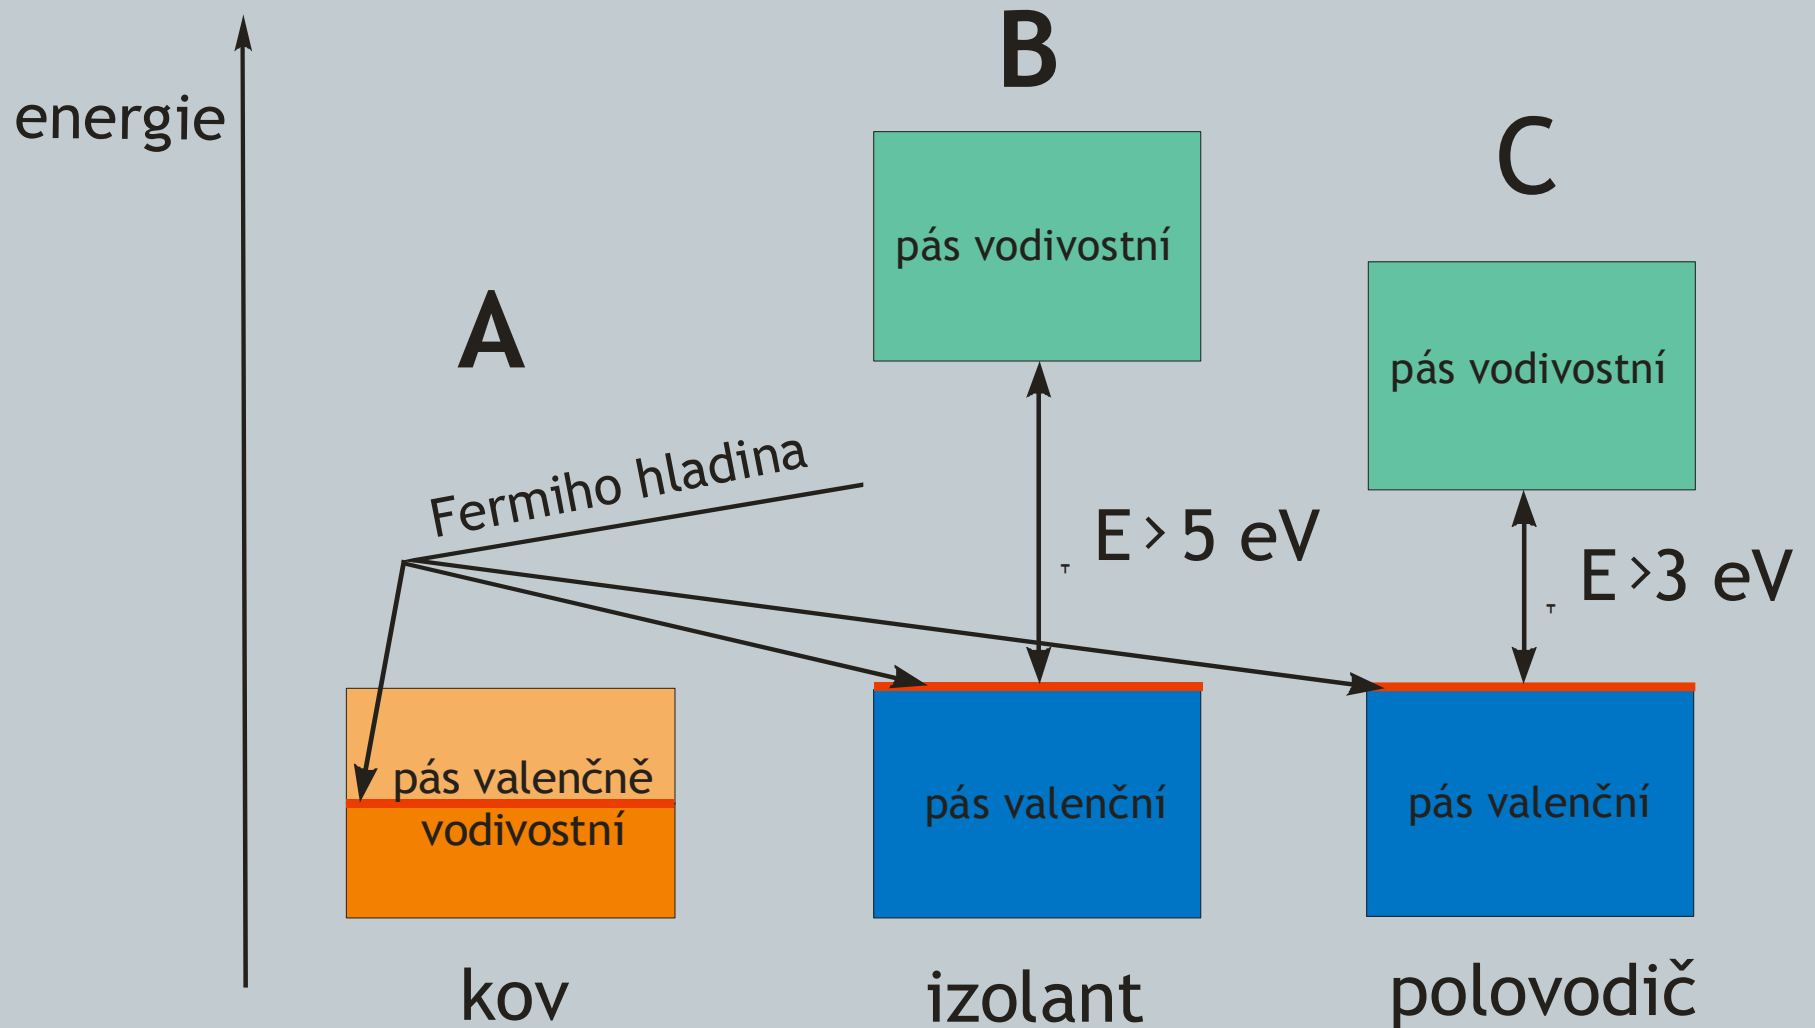 energie
A
B
C
Fermiho hladina
pás vodivostní
pás vodivostní
E > 5 eV
E >3 eV
pás valenčně
vodivostní
pás valenční
pás valenční
kov
izolant
polovodič